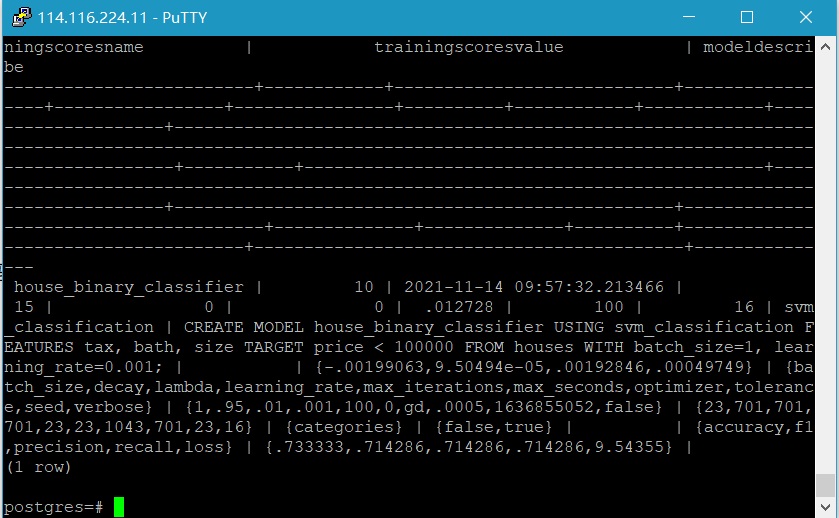 114.116.224.11 - PuTTY
ningscoresname | trainingscoresvalue | modeldescri
be
-------------------------+------------+----------------------------+-------------
----+-----------------+----------------+----------+------------+------------+----
----------------+----------------------------------------------------------------
---------------------------------------------------------------------------------
-----------------+-----------+----------------------------------------------+----
---------------------------------------------------------------------------------
----------------+--------------------------------------------------+-------------
--------------------------+--------------+--------------+----------+-------------
------------------------+-------------------------------------------+------------
---
house_binary_classifier | 10 | 2021-11-14 09:57:32.213466 |
15 | 0 | 0 | .012728 | 100 | 16 | svm
_classification | CREATE MODEL house_binary_classifier USING svm_classification F
EATURES tax, bath, size TARGET price < 100000 FROM houses WITH batch_size=1, lear
ning_rate=0.001; | | {-.00199063,9.50494e-05,.00192846,.00049749} | {ba
tch_size,decay,lambda,learning_rate,max_iterations,max_seconds,optimizer,toleranc
e,seed,verbose} | {1,.95,.01,.001,100,0,gd,.0005,1636855052,false} | {23,701,701,
701,23,23,1043,701,23,16} | {categories} | {false,true} | | {accuracy,f1
,precision,recall,loss} | {.733333,.714286,.714286,.714286,9.54355} |
(1 row)
postgres=#